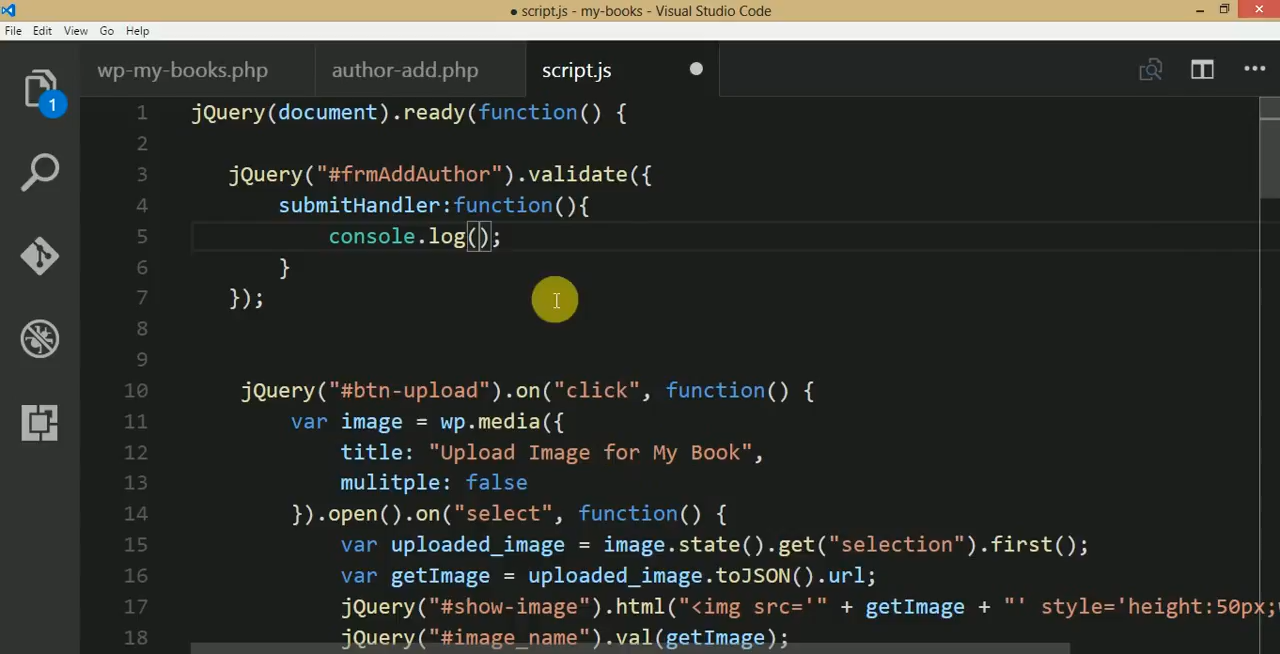 script.js - my-books - Visual Studio Code
File Edit View Go Help
wp-my-books.php author-add.php script.js
1
1 jQuery(document).ready(function() {
2
3 jQuery("#frmAddAuthor").validate({
4 submitHandler:function(){
5 console.log();
6 }
7 });
8
9
10 jQuery("#btn-upload").on("click", function() {
11 var image = wp.media({
12 title: "Upload Image for My Book",
13 mulitple: false
14 }).open().on("select", function() {
15 var uploaded_image = image.state().get("selection").first();
16 var getImage = uploaded_image.toJSON().url;
17 jQuery("#show-image").html("<img src='" + getImage + "' style='height:50px;
18 jQuery("#image_name").val(getImage);